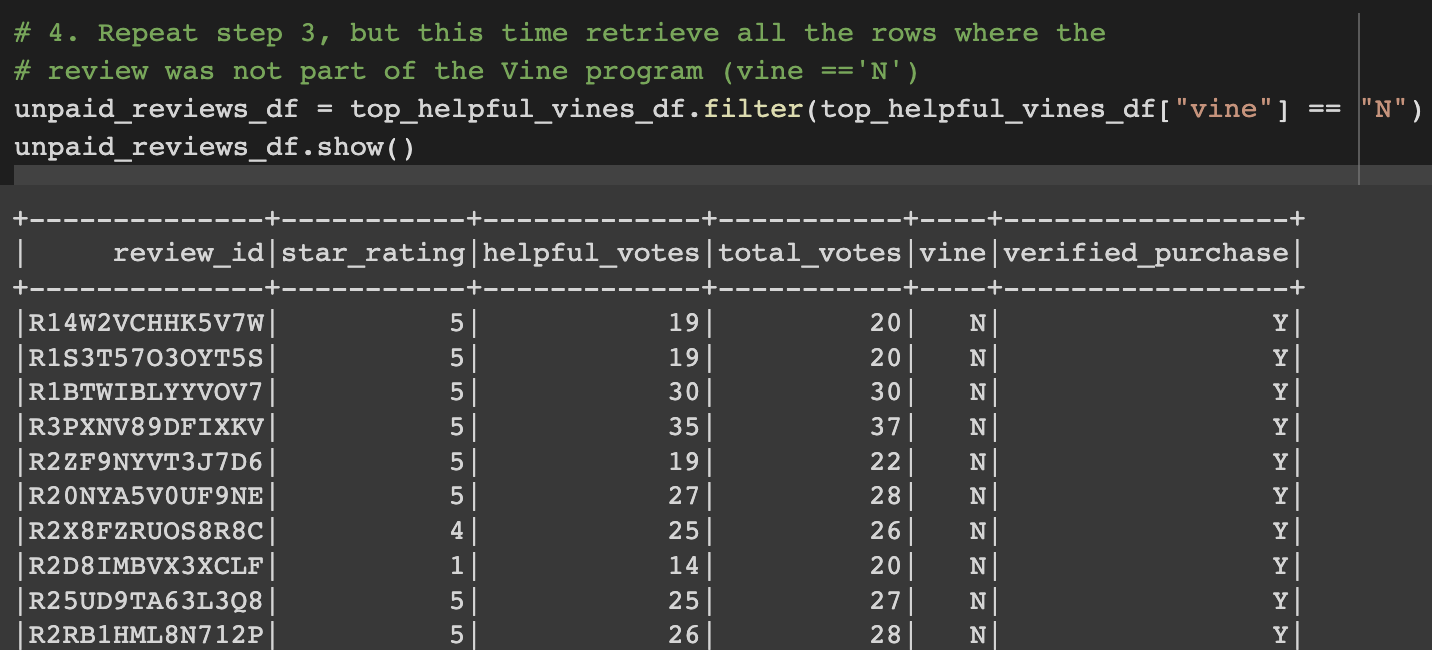 # 4. Repeat step 3, but this time retrieve all the rows where the
# review was not part of the Vine program (vine =='N')
unpaid_reviews_df = top_helpful_vines_df.filter(top_helpful_vines_df["vine"] == "N")
unpaid_reviews_df.show()
+--------------+-----------+-------------+-----------+----+-----------------+
|     review_id|star_rating|helpful_votes|total_votes|vine|verified_purchase|
+--------------+-----------+-------------+-----------+----+-----------------+
|R14W2VCHHK5V7W|          5|           19|         20|   N|                Y|
|R1S3T57O3OYT5S|          5|           19|         20|   N|                Y|
|R1BTWIBLYYVOV7|          5|           30|         30|   N|                Y|
|R3PXNV89DFIXKV|          5|           35|         37|   N|                Y|
|R2ZF9NYVT3J7D6|          5|           19|         22|   N|                Y|
|R20NYA5V0UF9NE|          5|           27|         28|   N|                Y|
|R2X8FZRUOS8R8C|          4|           25|         26|   N|                Y|
|R2D8IMBVX3XCLF|          1|           14|         20|   N|                Y|
|R25UD9TA63L3Q8|          5|           25|         27|   N|                Y|
|R2RB1HML8N712P|          5|           26|         28|   N|                Y|